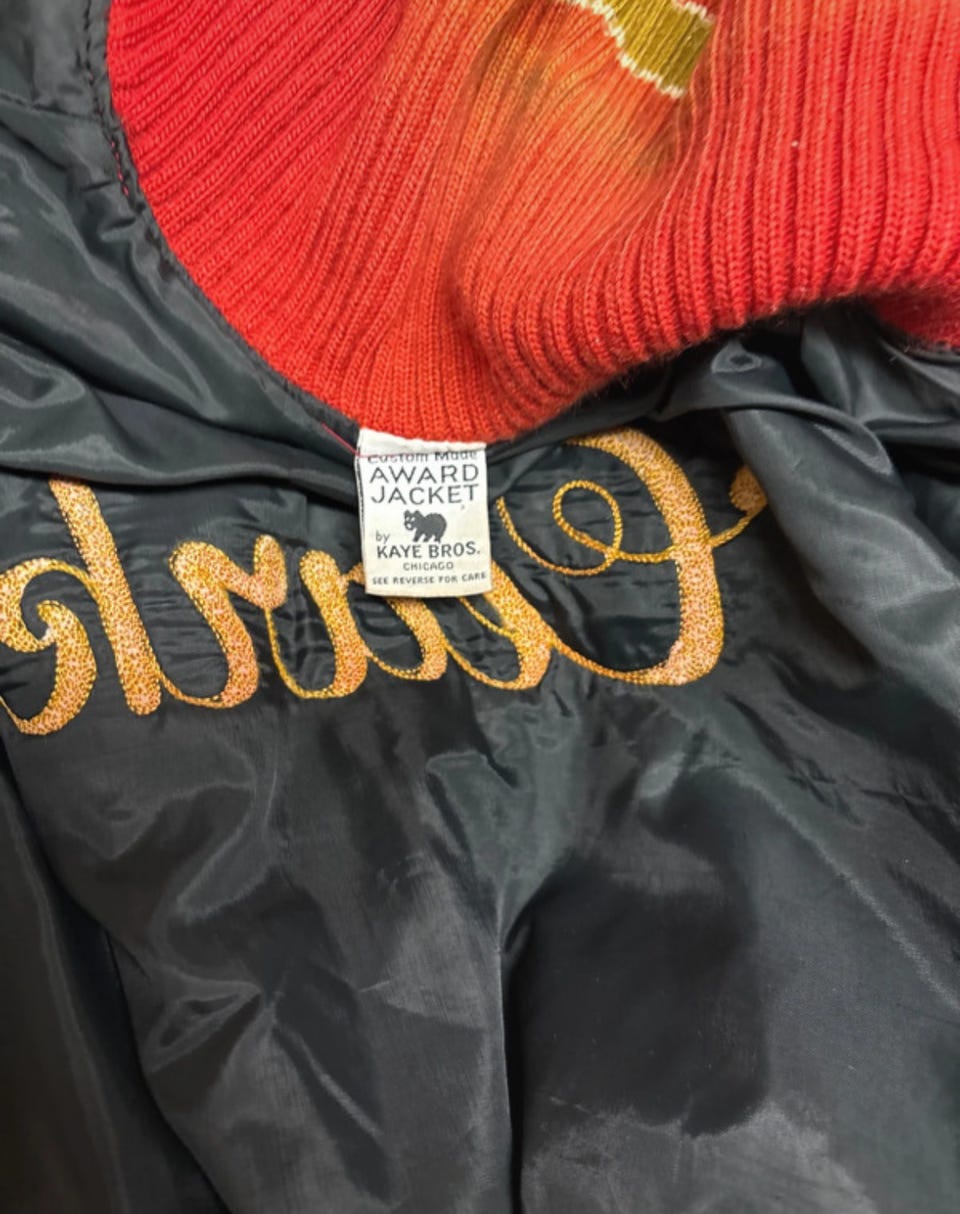 Custom Made
AWARD
JACKET
by
KAYE BROS.
CHICAGO
SEE REVERSE FOR CARE